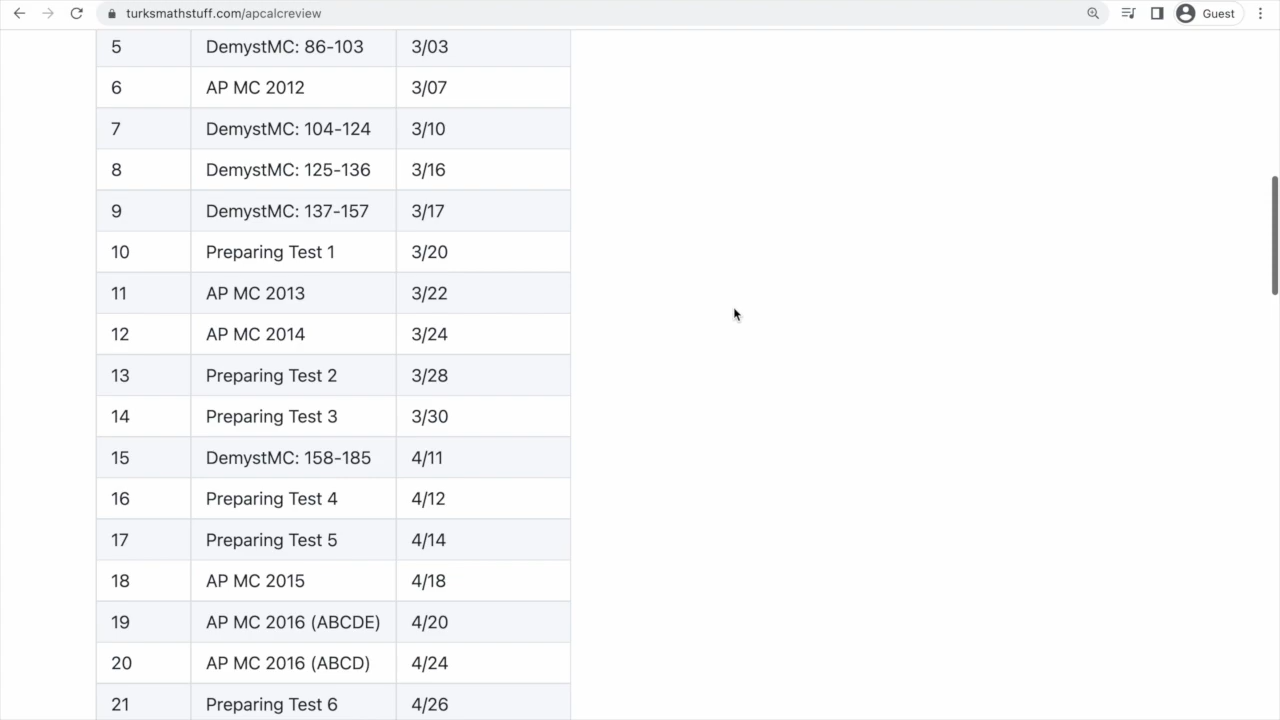 turksmathstuff.com/apcalcreview
Guest
5 DemystMC: 86-103 3/03
6 AP MC 2012 3/07
7 DemystMC: 104-124 3/10
8 DemystMC: 125-136 3/16
9 DemystMC: 137-157 3/17
10 Preparing Test 1 3/20
11 AP MC 2013 3/22
12 AP MC 2014 3/24
13 Preparing Test 2 3/28
14 Preparing Test 3 3/30
15 DemystMC: 158-185 4/11
16 Preparing Test 4 4/12
17 Preparing Test 5 4/14
18 AP MC 2015 4/18
19 AP MC 2016 (ABCDE) 4/20
20 AP MC 2016 (ABCD) 4/24
21 Preparing Test 6 4/26